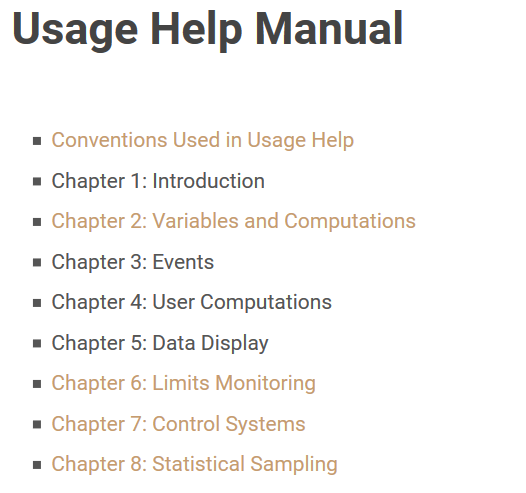 Usage Help Manual
Conventions Used in Usage Help
Chapter 1: Introduction
Chapter 2: Variables and Computations
Chapter 3: Events
Chapter 4: User Computations
Chapter 5: Data Display
Chapter 6: Limits Monitoring
Chapter 7: Control Systems
Chapter 8: Statistical Sampling